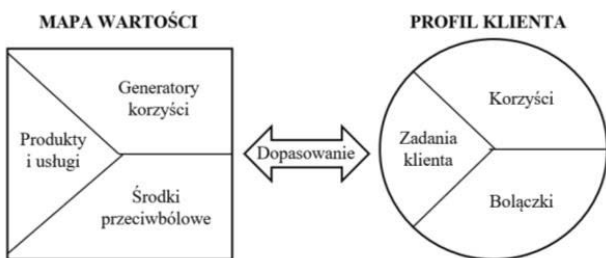 MAPA WARTOŚCI
PROFIL KLIENTA
Generatory
korzyści
Produkty
i usługi
Środki
przeciwbólowe
Dopasowanie
Korzyści
Zadania
klienta
Bolączki